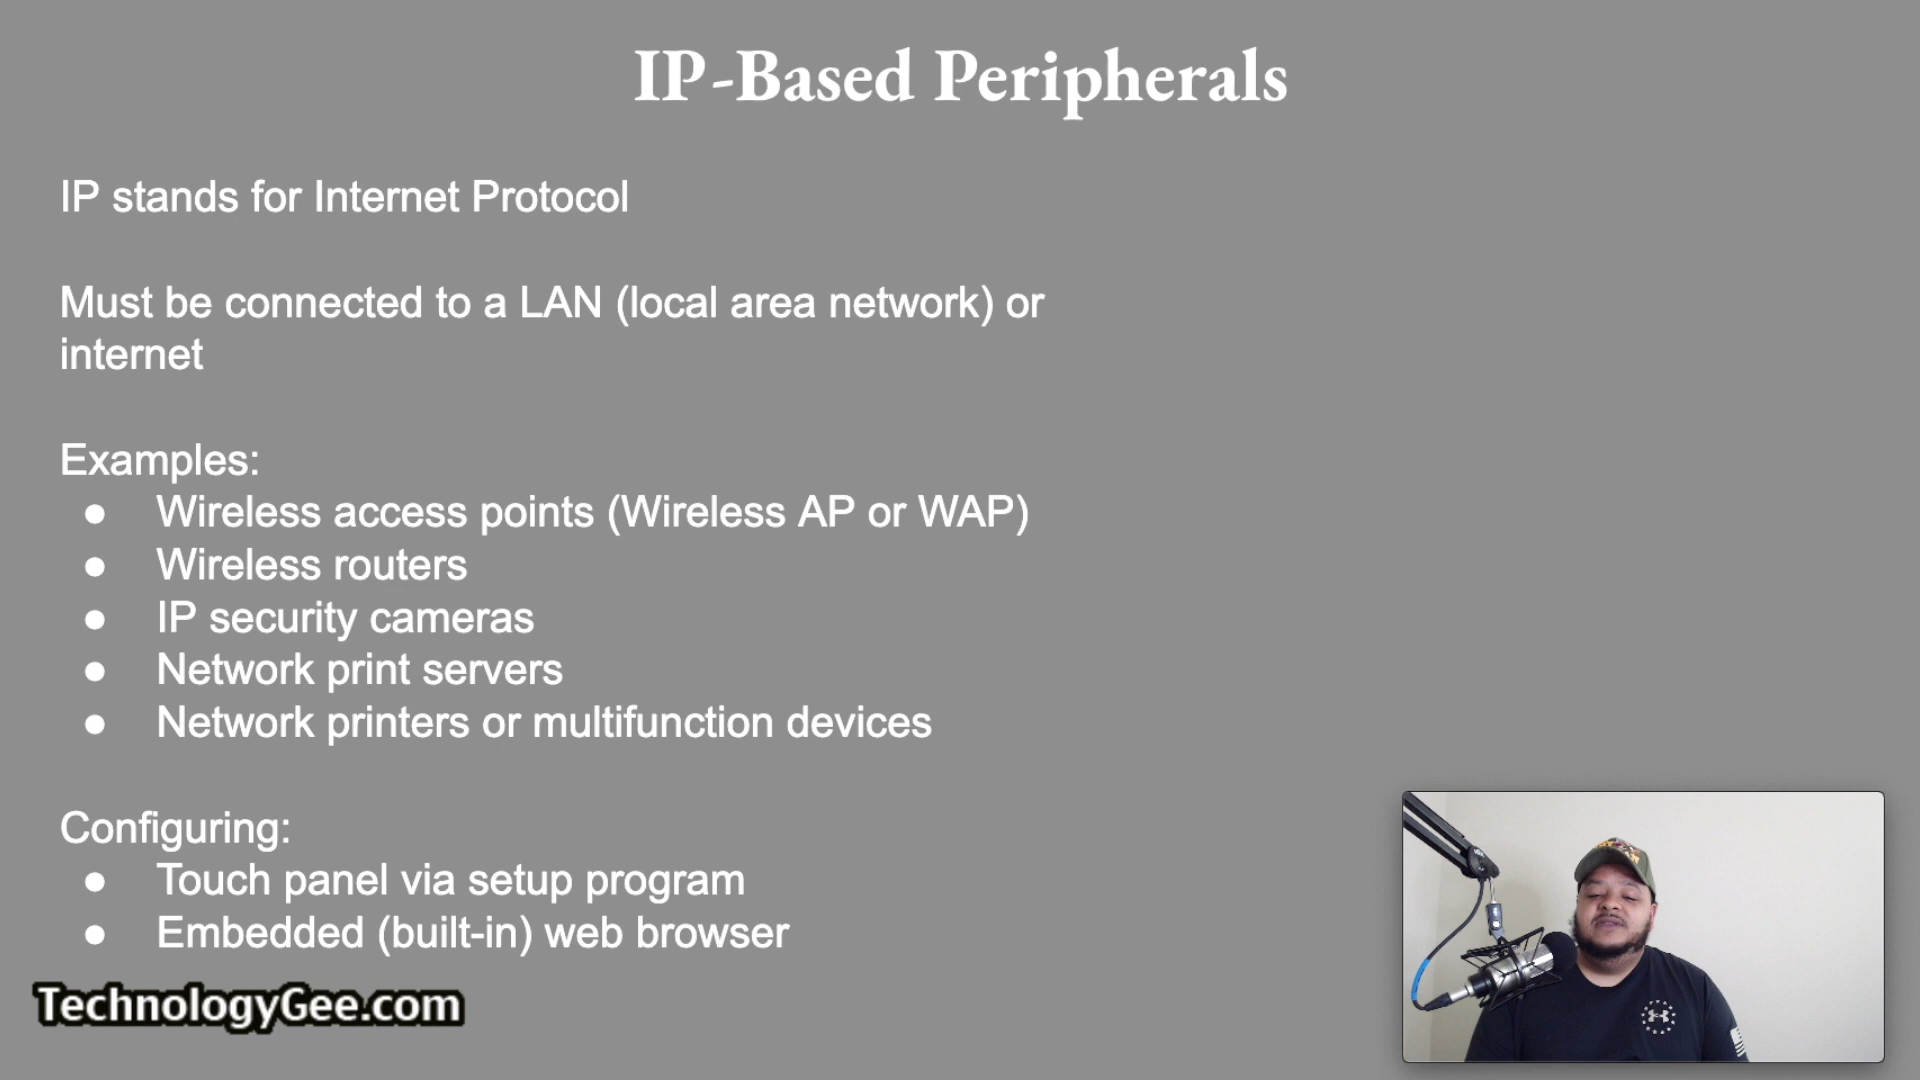 IP-Based Peripherals
IP stands for Internet Protocol
Must be connected to a LAN (local area network) or
internet
Examples:
● Wireless access points (Wireless AP or WAP)
● Wireless routers
● IP security cameras
● Network print servers
● Network printers or multifunction devices
Configuring:
● Touch panel via setup program
● Embedded (built-in) web browser
TechnologyGee.com